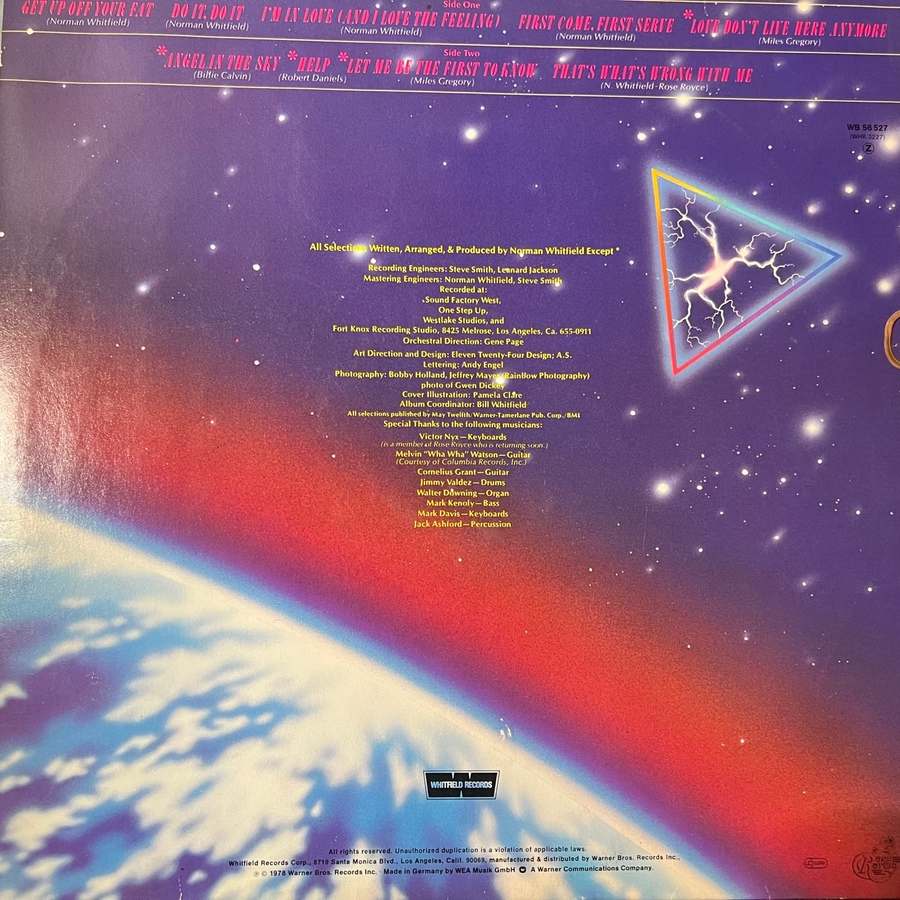 Side One
GET UP OFF YOUR FAT DO IT, DO IT I'M IN LOVE (AND I LOVE THE FEELING) FIRST COME, FIRST SERVE *LOVE DON'T LIVE HERE ANYMORE
(Norman Whitfield) (Norman Whitfield) (Norman Whitfield) (Norman Whitfield) (Miles Gregory)
Side Two
*ANGEL IN THE SKY *HELP *LET ME BE THE FIRST TO KNOW THAT'S WHAT'S WRONG WITH ME
(Billie Calvin) (Robert Daniels) (Miles Gregory) (N. Whitfield-Rose Royce)
WB 56 527
(WHK 3227)
Z
All Selections Written, Arranged, & Produced by Norman Whitfield Except *
Recording Engineers: Steve Smith, Leonard Jackson
Mastering Engineers: Norman Whitfield, Steve Smith
Recorded at:
Sound Factory West,
One Step Up,
Westlake Studios, and
Fort Knox Recording Studio, 8425 Melrose, Los Angeles, Ca. 655-0911
Orchestral Direction: Gene Page
Art Direction and Design: Eleven Twenty-Four Design; A.S.
Lettering: Andy Engel
Photography: Bobby Holland, Jeffrey Mayer (Rainbow Photography)
photo of Gwen Dickey
Cover Illustration: Pamela Clare
Album Coordinator: Bill Whitfield
All selections published by May Twelfth/Warner-Tamerlane Pub. Corp./BMI
Special Thanks to the following musicians:
Victor Nyx—Keyboards
(is a member of Rose Royce who is returning soon.)
Melvin "Wha Wha" Watson—Guitar
(Courtesy of Columbia Records, Inc.)
Cornelius Grant—Guitar
Jimmy Valdez—Drums
Walter Downing—Organ
Mark Kenoly—Bass
Mark Davis—Keyboards
Jack Ashford—Percussion
WHITFIELD RECORDS
All rights reserved. Unauthorized duplication is a violation of applicable laws.
Whitfield Records Corp., 8719 Santa Monica Blvd., Los Angeles, Calif. 90069, manufactured & distributed by Warner Bros. Records Inc.,
℗ © 1978 Warner Bros. Records Inc. · Made in Germany by WEA Musik GmbH A Warner Communications Company.